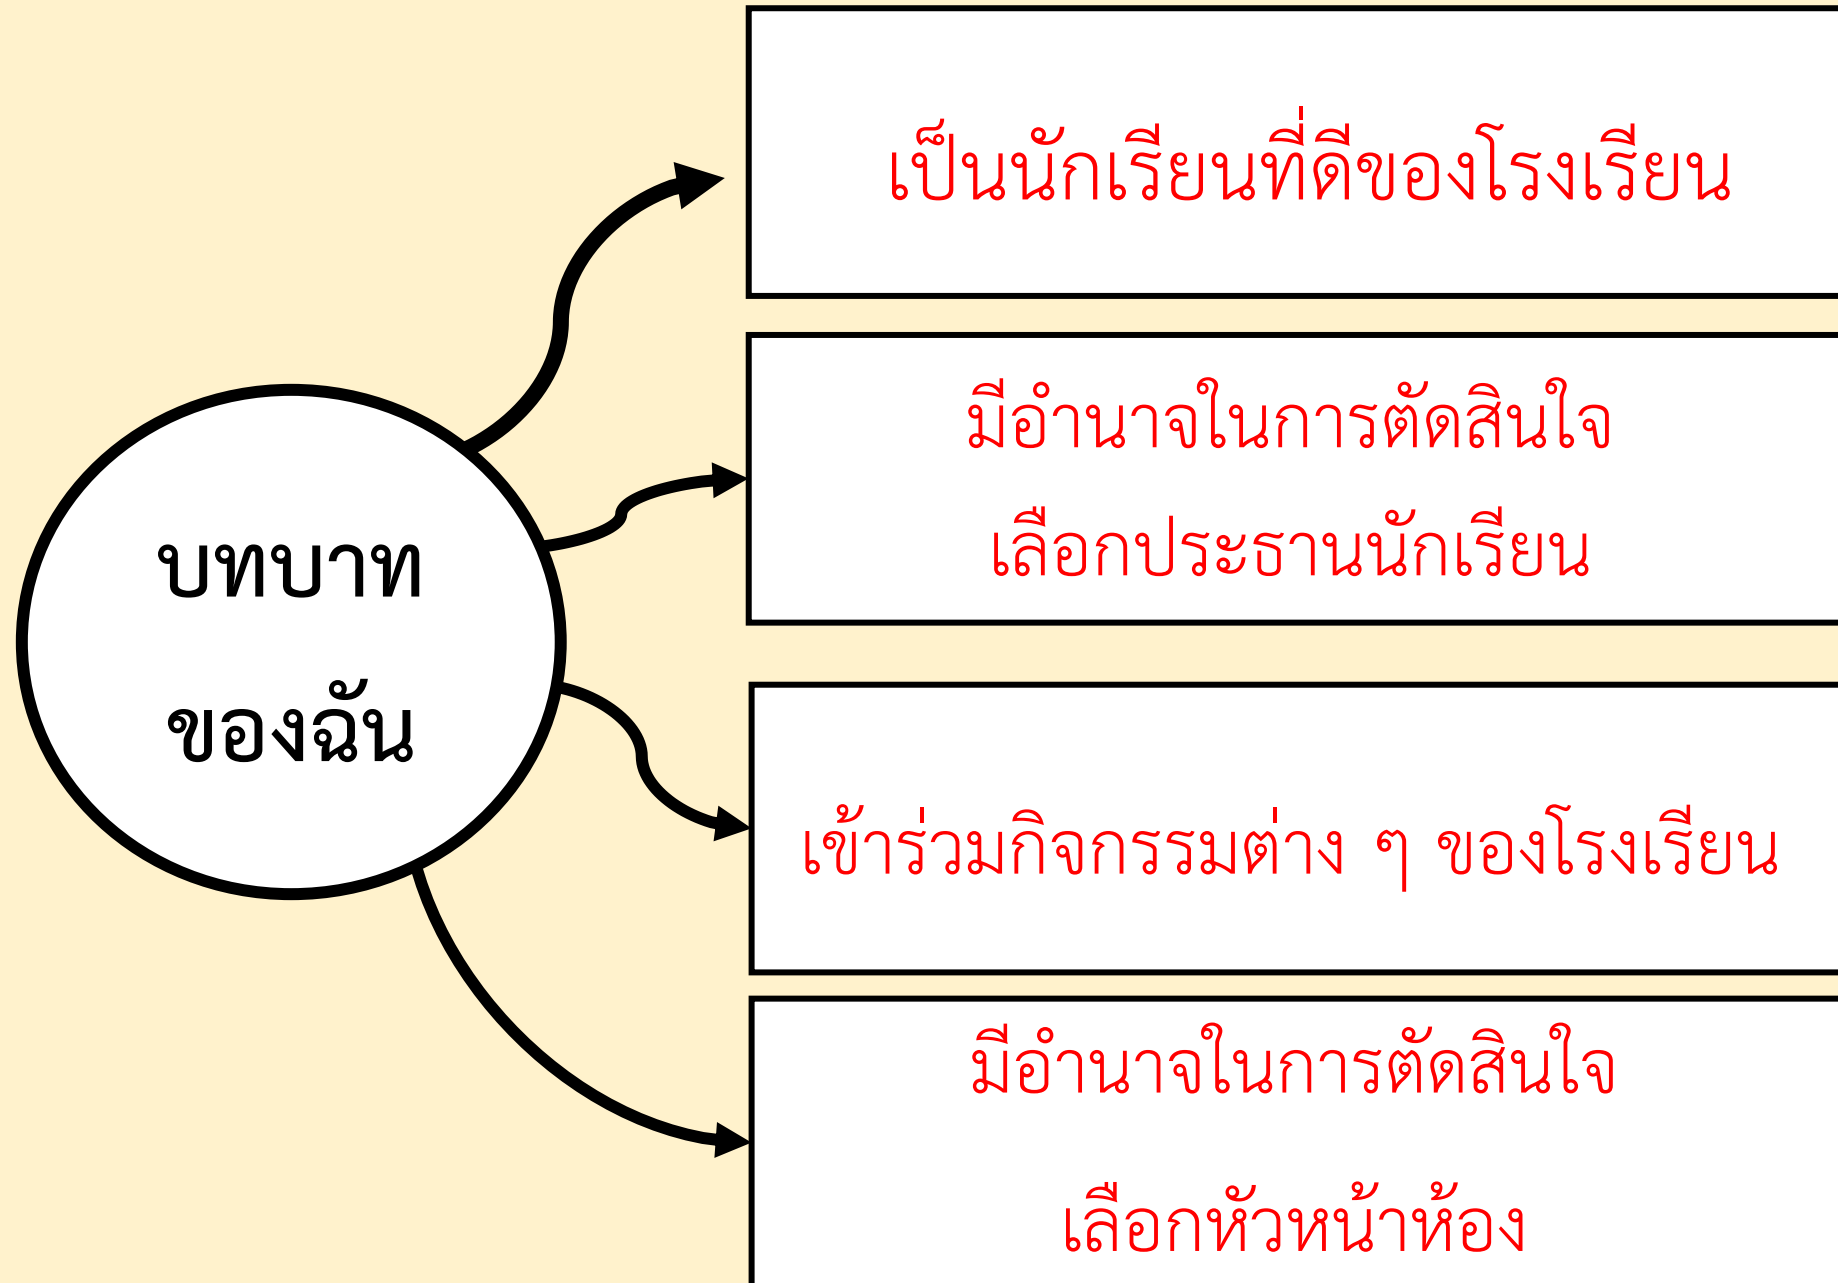 บทบาท
ของฉัน
เป็นนักเรียนที่ดีของโรงเรียน
มีอำนาจในการตัดสินใจ
เลือกประธานนักเรียน
เข้าร่วมกิจกรรมต่าง ๆ ของโรงเรียน
มีอำนาจในการตัดสินใจ
เลือกหัวหน้าห้อง